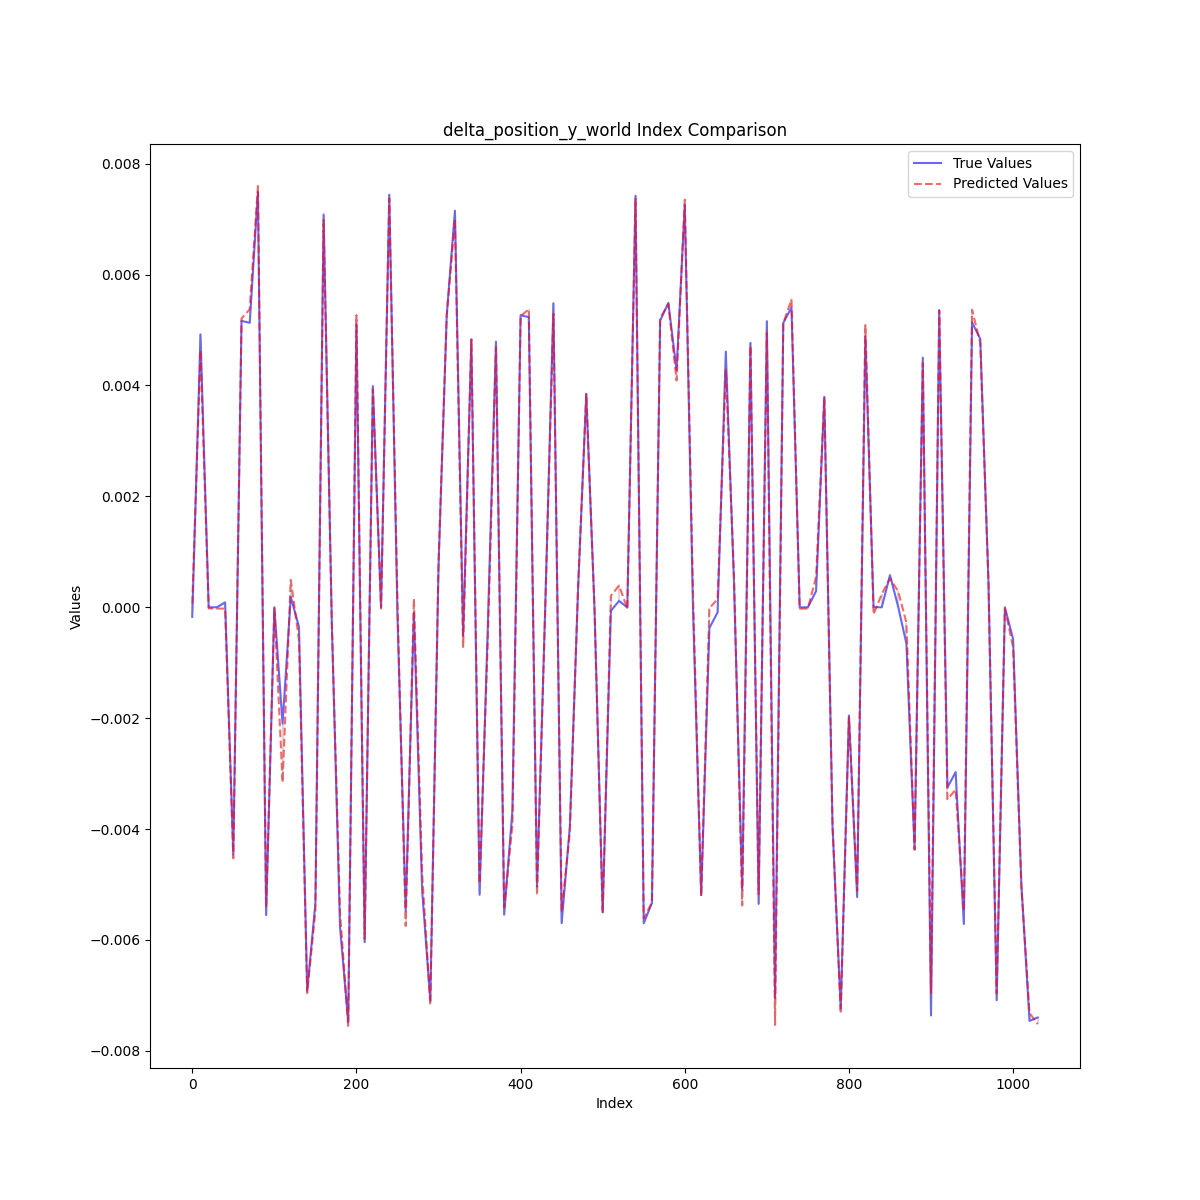 delta_position_y_world Index Comparison
True Values
Predicted Values
0.008
0.006
0.004
0.002
0.000
−0.002
−0.004
−0.006
−0.008
Values
0 200 400 600 800 1000
Index